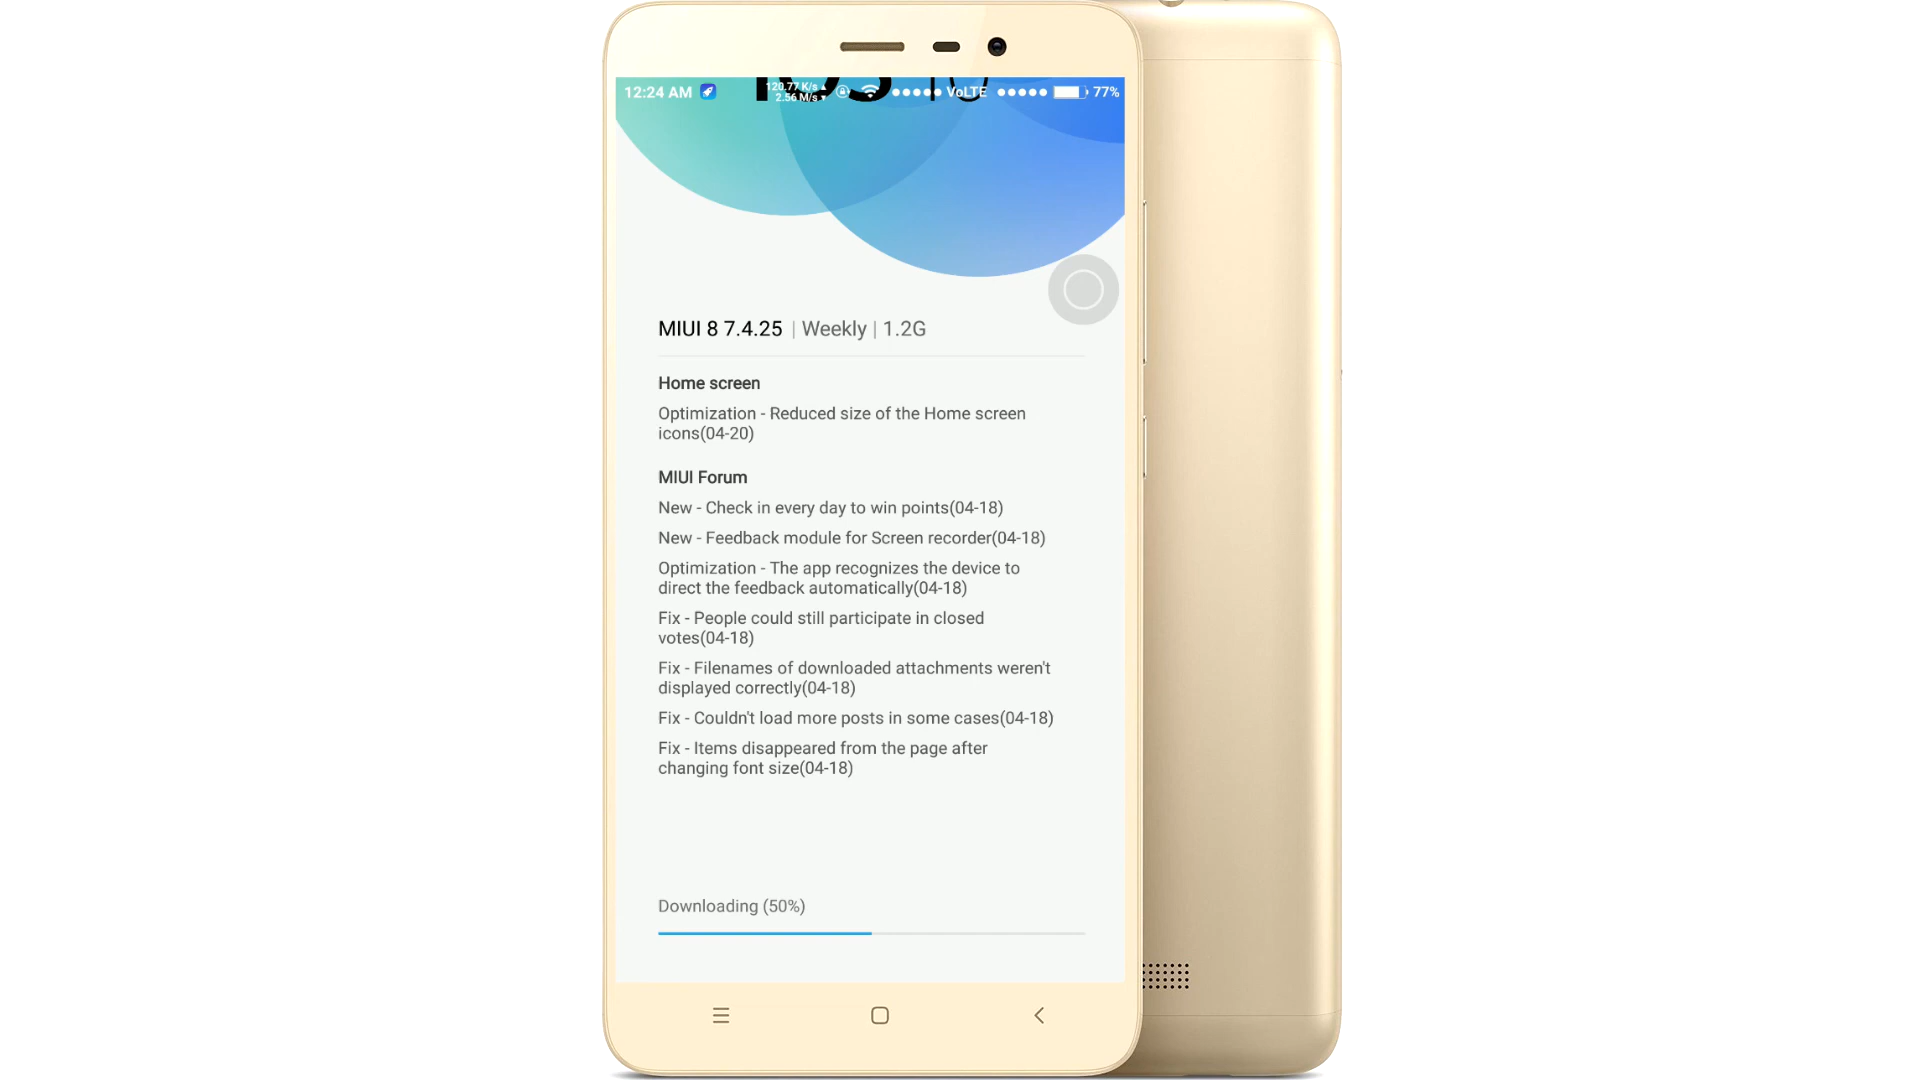 12:24 AM 120.77 K/s VoLTE 77%
2.56 M/s
MIUI 8 7.4.25 | Weekly | 1.2G
Home screen
Optimization - Reduced size of the Home screen
icons(04-20)
MIUI Forum
New - Check in every day to win points(04-18)
New - Feedback module for Screen recorder(04-18)
Optimization - The app recognizes the device to
direct the feedback automatically(04-18)
Fix - People could still participate in closed
votes(04-18)
Fix - Filenames of downloaded attachments weren't
displayed correctly(04-18)
Fix - Couldn't load more posts in some cases(04-18)
Fix - Items disappeared from the page after
changing font size(04-18)
Downloading (50%)